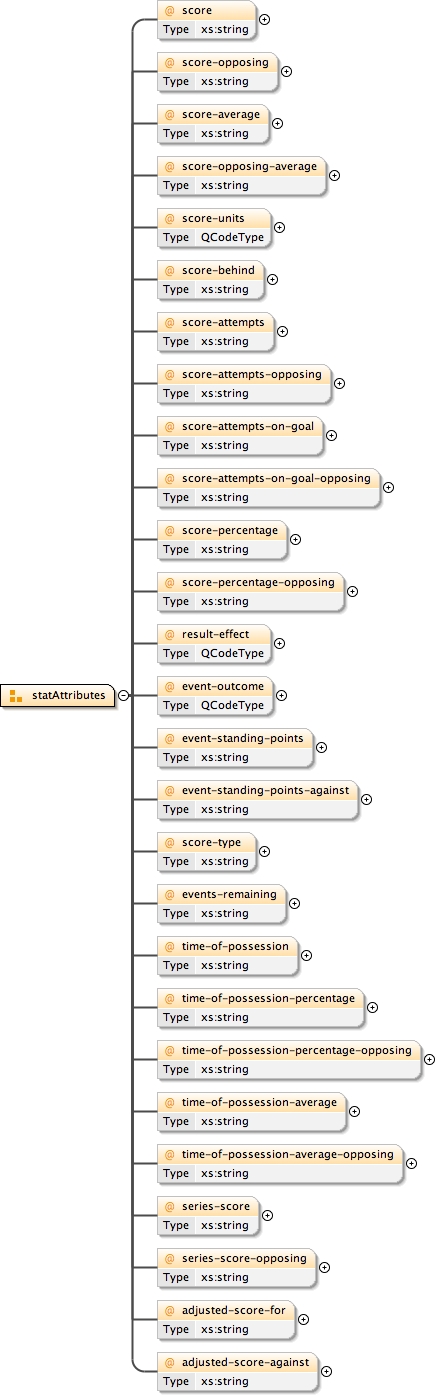 @ score
Type xs:string
@ score-opposing
Type xs:string
@ score-average
Type xs:string
@ score-opposing-average
Type xs:string
@ score-units
Type QCodeType
@ score-behind
Type xs:string
@ score-attempts
Type xs:string
@ score-attempts-opposing
Type xs:string
@ score-attempts-on-goal
Type xs:string
@ score-attempts-on-goal-opposing
Type xs:string
@ score-percentage
Type xs:string
@ score-percentage-opposing
Type xs:string
@ result-effect
Type QCodeType
statAttributes
@ event-outcome
Type QCodeType
@ event-standing-points
Type xs:string
@ event-standing-points-against
Type xs:string
@ score-type
Type xs:string
@ events-remaining
Type xs:string
@ time-of-possession
Type xs:string
@ time-of-possession-percentage
Type xs:string
@ time-of-possession-percentage-opposing
Type xs:string
@ time-of-possession-average
Type xs:string
@ time-of-possession-average-opposing
Type xs:string
@ series-score
Type xs:string
@ series-score-opposing
Type xs:string
@ adjusted-score-for
Type xs:string
@ adjusted-score-against
Type xs:string